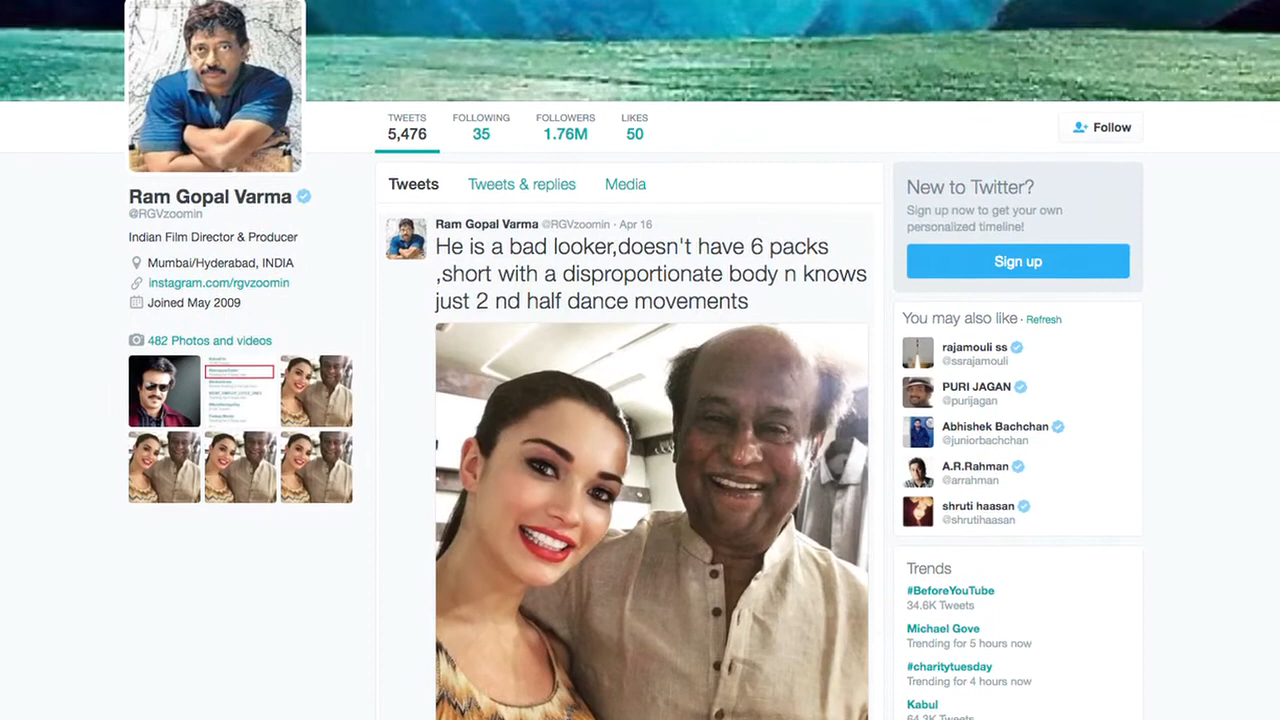 TWEETS
5,476
FOLLOWING
35
FOLLOWERS
1.76M
LIKES
50
Follow
Ram Gopal Varma
@RGVzoomin
Indian Film Director & Producer
Mumbai/Hyderabad, INDIA
instagram.com/rgvzoomin
Joined May 2009
482 Photos and videos
Tweets
Tweets & replies
Media
Ram Gopal Varma @RGVzoomin · Apr 16
He is a bad looker,doesn't have 6 packs
,short with a disproportionate body n knows
just 2 nd half dance movements
New to Twitter?
Sign up now to get your own
personalized timeline!
Sign up
You may also like · Refresh
rajamouli ss
@ssrajamouli
PURI JAGAN
@purijagan
Abhishek Bachchan
@juniorbachchan
A.R.Rahman
@arrahman
shruti haasan
@shrutihaasan
Trends
#BeforeYouTube
34.6K Tweets
Michael Gove
Trending for 5 hours now
#charitytuesday
Trending for 4 hours now
Kabul
64.3K Tweets